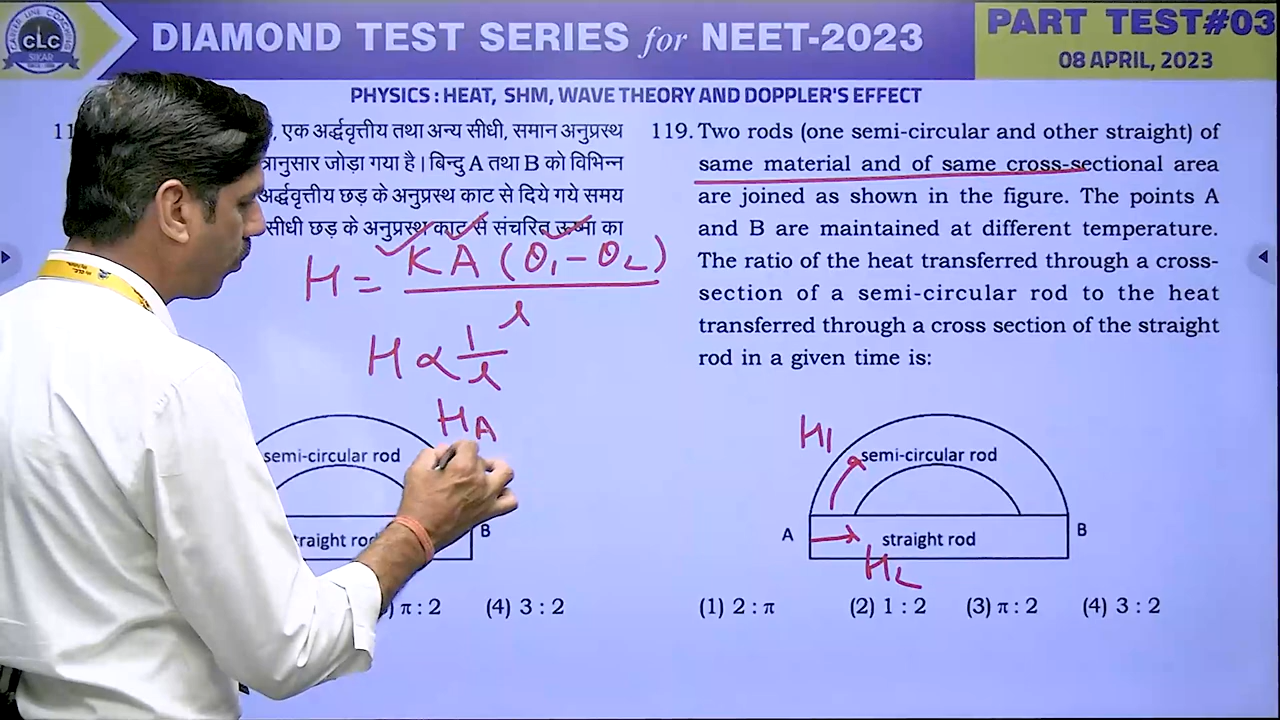 CLC
SIKAR
DIAMOND TEST SERIES for NEET-2023
PART TEST#03
08 APRIL, 2023
PHYSICS : HEAT, SHM, WAVE THEORY AND DOPPLER'S EFFECT
11
, एक अर्द्धवृत्तीय तथा अन्य सीधी, समान अनुप्रस्थ
त्रानुसार जोड़ा गया है। बिन्दु A तथा B को विभिन्न
अर्द्धवृत्तीय छड़ के अनुप्रस्थ काट से दिये गये समय
सीधी छड़ के अनुप्रस्थ काट से संचरित ऊष्मा का
H = K A (θ₁ - θ₂)
l
H ∝ 1/l
H_A
semi-circular rod
traight rod
B
) π : 2 (4) 3 : 2
119. Two rods (one semi-circular and other straight) of
same material and of same cross-sectional area
are joined as shown in the figure. The points A
and B are maintained at different temperature.
The ratio of the heat transferred through a cross-
section of a semi-circular rod to the heat
transferred through a cross section of the straight
rod in a given time is:
H₁
semi-circular rod
A
straight rod
B
H₂
(1) 2 : π (2) 1 : 2 (3) π : 2 (4) 3 : 2